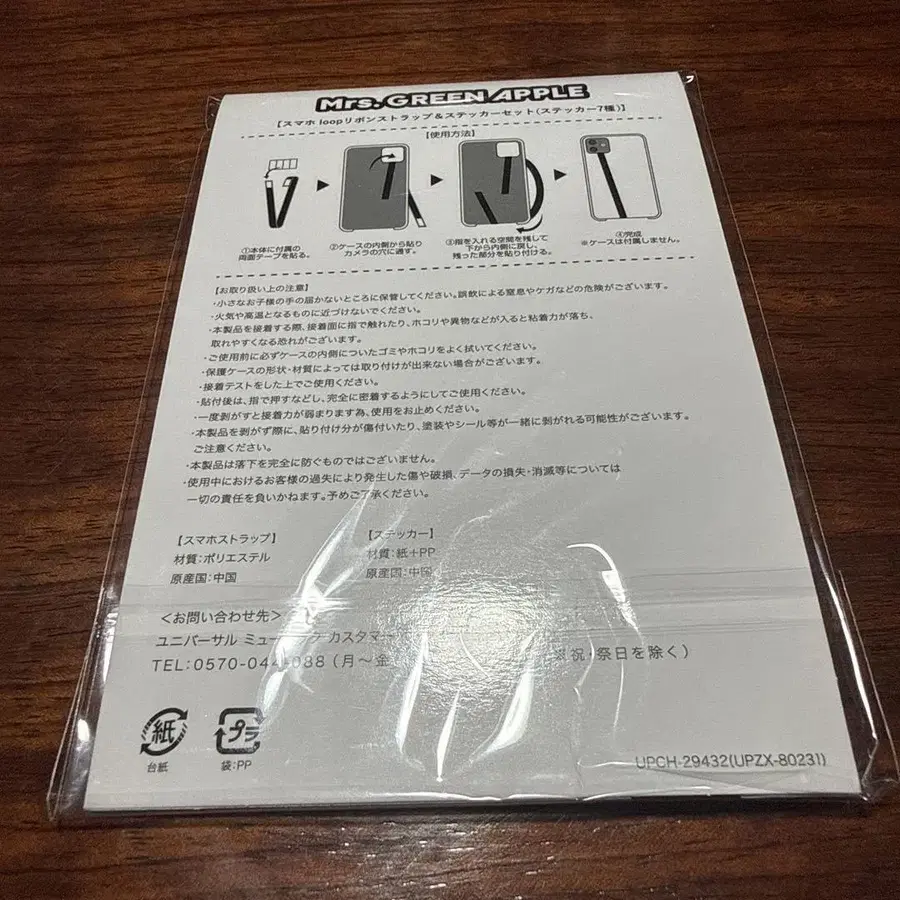 Mrs. GREEN APPLE
【スマホ loopリボンストラップ&ステッカーセット(ステッカー7種)】
【使用方法】
①本体に付属の
両面テープを貼る。
②ケースの内側から貼り
カメラの穴に通す。
③指を入れる空間を残して
下から内側に戻し、
残った部分を貼り付ける。
④完成
※ケースは付属しません。
【お取り扱い上の注意】
・小さなお子様の手の届かないところに保管してください。誤飲による窒息やケガなどの危険がございます。
・火気や高温となるものに近づけないでください。
・本製品を接着する際、接着面に指で触れたり、ホコリや異物などが入ると粘着力が落ち、
取れやすくなる恐れがございます。
・ご使用前に必ずケースの内側についたゴミやホコリをよく拭いてください。
・保護ケースの形状・材質によっては取り付けが出来ない場合がございます。
・接着テストをした上でご使用ください。
・貼付後は、指で押すなどし、完全に密着するようにしてご使用ください。
・一度剥がすと接着力が弱まります為、使用をお止めください。
・本製品を剥がす際に、貼り付け分が傷付いたり、塗装やシール等が一緒に剥がれる可能性がございます。
ご注意ください。
・本製品は落下を完全に防ぐものではございません。
・使用中におけるお客様の過失により発生した傷や破損、データの損失・消滅等については
一切の責任を負いかねます。予めご了承ください。
【スマホストラップ】
材質:ポリエステル
原産国:中国
【ステッカー】
材質:紙+PP
原産国:中国
＜お問い合わせ先＞
ユニバーサル ミュージック カスタマー
TEL:0570-044-088 (月〜金 ※祝・祭日を除く)
紙
台紙
プラ
袋:PP
UPCH-29432(UPZX-80231)